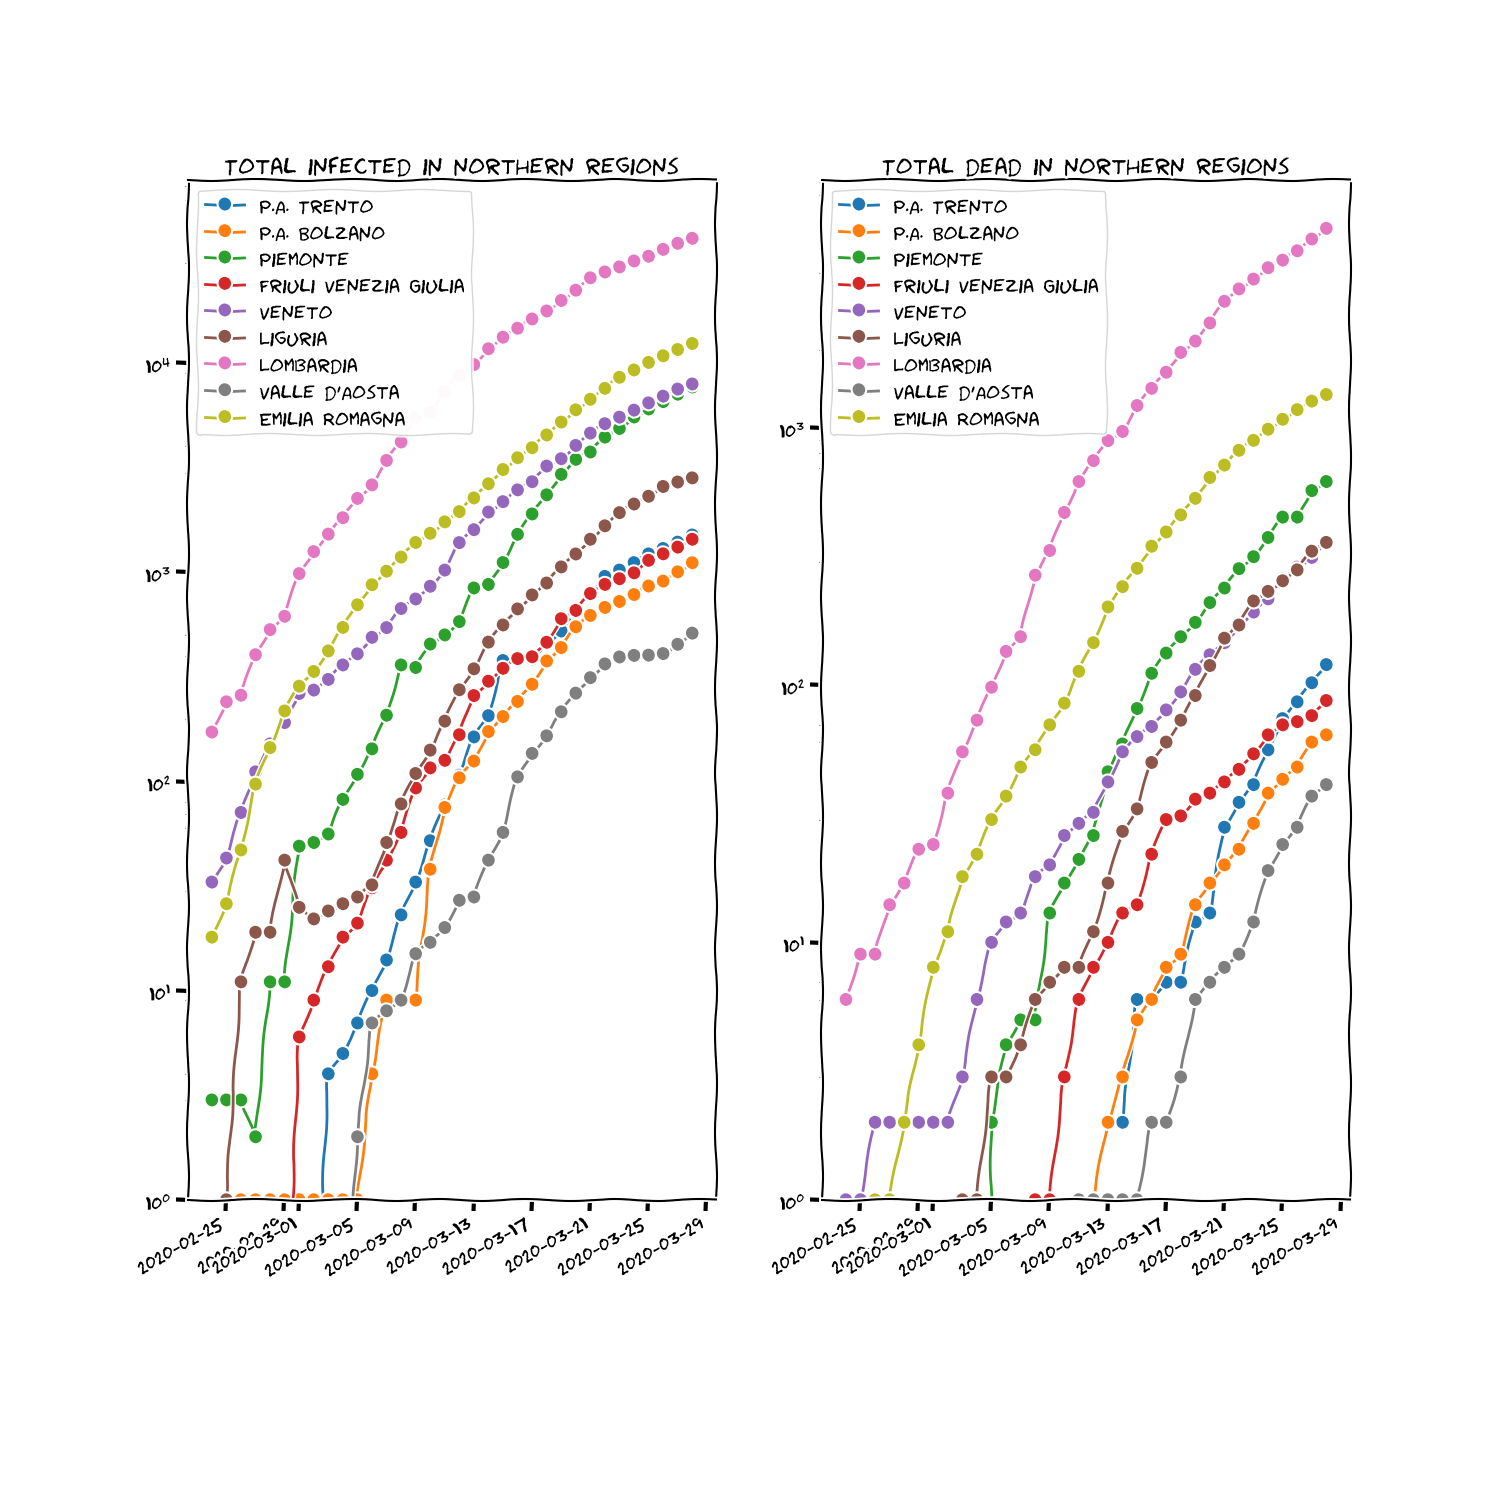 TOTAL INFECTED IN NORTHERN REGIONS
P.A. TRENTO
P.A. BOLZANO
PIEMONTE
FRIULI VENEZIA GIULIA
VENETO
LIGURIA
LOMBARDIA
VALLE D'AOSTA
EMILIA ROMAGNA
10⁴
10³
10²
10¹
10⁰
2020-02-25
2020-03-01
2020-03-05
2020-03-09
2020-03-13
2020-03-17
2020-03-21
2020-03-25
2020-03-29
TOTAL DEAD IN NORTHERN REGIONS
P.A. TRENTO
P.A. BOLZANO
PIEMONTE
FRIULI VENEZIA GIULIA
VENETO
LIGURIA
LOMBARDIA
VALLE D'AOSTA
EMILIA ROMAGNA
10³
10²
10¹
10⁰
2020-02-25
2020-03-01
2020-03-05
2020-03-09
2020-03-13
2020-03-17
2020-03-21
2020-03-25
2020-03-29